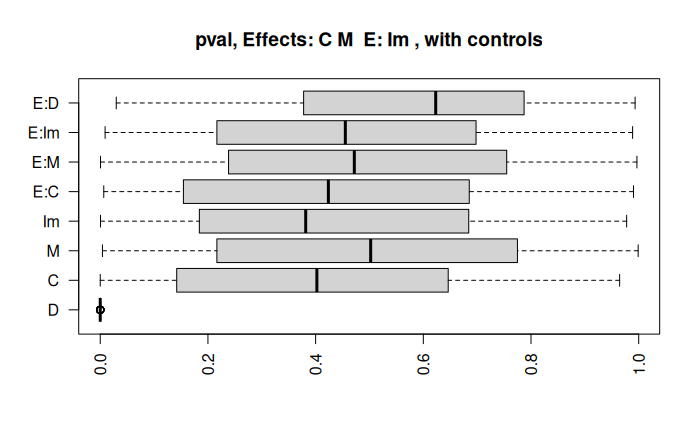 pval, Effects: C M  E: Im , with controls
E:D
E:Im
E:M
E:C
Im
M
C
D
0.0 0.2 0.4 0.6 0.8 1.0